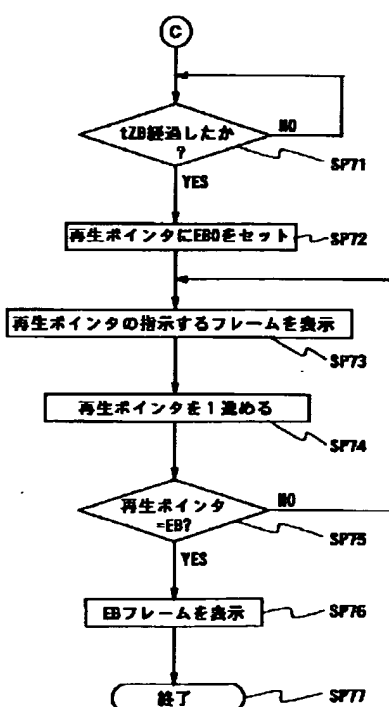 C
tZB経過したか
?
NO
SP71
YES
再生ポインタにEB0をセット
SP72
再生ポインタの指示するフレームを表示
SP73
再生ポインタを1進める
SP74
再生ポインタ
=EB?
NO
SP75
YES
EBフレームを表示
SP76
終了
SP77